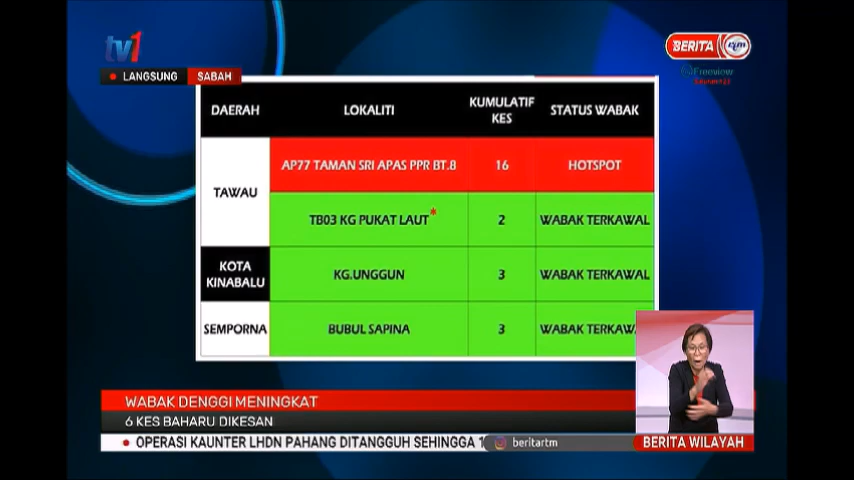 tv1
BERITA rtm
LANGSUNG SABAH
DAERAH LOKALITI KUMULATIF KES STATUS WABAK
TAWAU
AP77 TAMAN SRI APAS PPR BT.8 16 HOTSPOT
TB03 KG PUKAT LAUT* 2 WABAK TERKAWAL
KOTA KINABALU KG.UNGGUN 3 WABAK TERKAWAL
SEMPORNA BUBUL SAPINA 3 WABAK
WABAK DENGGI MENINGKAT
6 KES BAHARU DIKESAN
OPERASI KAUNTER LHDN PAHANG DITANGGUH SEHINGGA
beritartm
BERITA WILAYAH